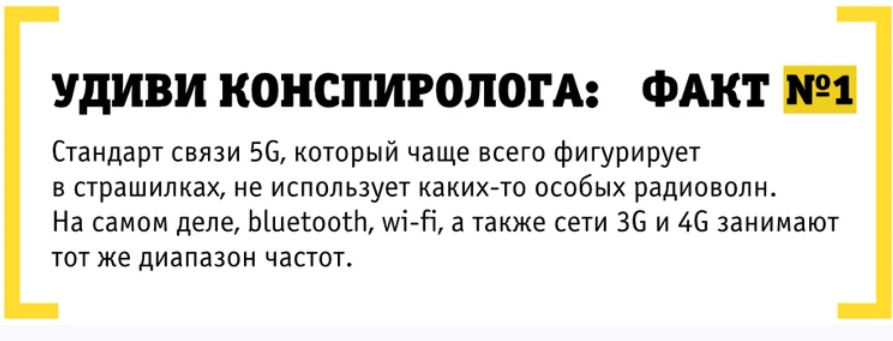 УДИВИ КОНСПИРОЛОГА: ФАКТ №1
Стандарт связи 5G, который чаще всего фигурирует
в страшилках, не использует каких-то особых радиоволн.
На самом деле, bluetooth, wi-fi, а также сети 3G и 4G занимают
тот же диапазон частот.